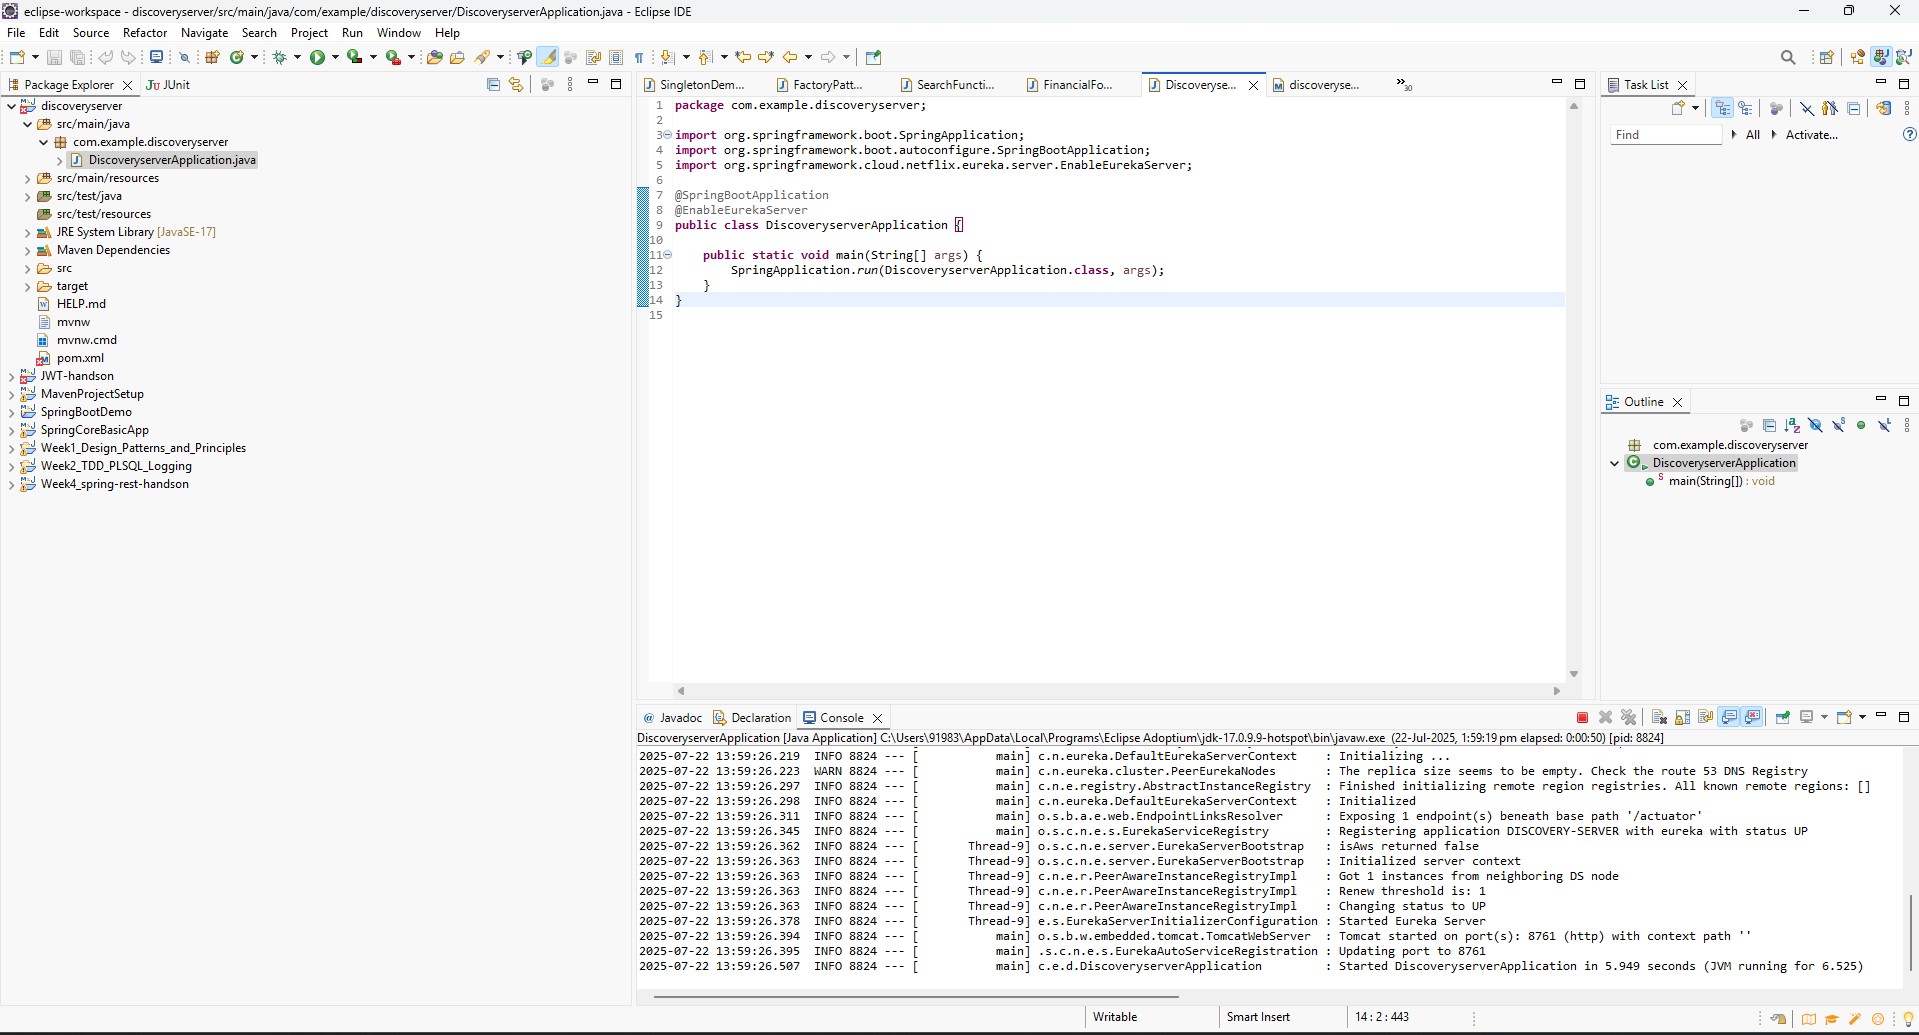 eclipse-workspace - discoveryserver/src/main/java/com/example/discoveryserver/DiscoveryserverApplication.java - Eclipse IDE
File Edit Source Refactor Navigate Search Project Run Window Help
Package Explorer
JUnit
discoveryserver
src/main/java
com.example.discoveryserver
DiscoveryserverApplication.java
src/main/resources
src/test/java
src/test/resources
JRE System Library [JavaSE-17]
Maven Dependencies
src
target
HELP.md
mvnw
mvnw.cmd
pom.xml
JWT-handson
MavenProjectSetup
SpringBootDemo
SpringCoreBasicApp
Week1_Design_Patterns_and_Principles
Week2_TDD_PLSQL_Logging
Week4_spring-rest-handson
SingletonDem... FactoryPatt... SearchFuncti... FinancialFo... Discoveryse... discoveryse... »30
1 package com.example.discoveryserver;
2
3 import org.springframework.boot.SpringApplication;
4 import org.springframework.boot.autoconfigure.SpringBootApplication;
5 import org.springframework.cloud.netflix.eureka.server.EnableEurekaServer;
6
7 @SpringBootApplication
8 @EnableEurekaServer
9 public class DiscoveryserverApplication {
10
11 public static void main(String[] args) {
12 SpringApplication.run(DiscoveryserverApplication.class, args);
13 }
14 }
15
Task List
Find All Activate...
Outline
com.example.discoveryserver
DiscoveryserverApplication
main(String[]) : void
@ Javadoc Declaration Console
DiscoveryserverApplication [Java Application] C:\Users\91983\AppData\Local\Programs\Eclipse Adoptium\jdk-17.0.9.9-hotspot\bin\javaw.exe (22-Jul-2025, 1:59:19 pm elapsed: 0:00:50) [pid: 8824]
2025-07-22 13:59:26.219 INFO 8824 --- [ main] c.n.eureka.DefaultEurekaServerContext : Initializing ...
2025-07-22 13:59:26.223 WARN 8824 --- [ main] c.n.eureka.cluster.PeerEurekaNodes : The replica size seems to be empty. Check the route 53 DNS Registry
2025-07-22 13:59:26.297 INFO 8824 --- [ main] c.n.e.registry.AbstractInstanceRegistry : Finished initializing remote region registries. All known remote regions: []
2025-07-22 13:59:26.298 INFO 8824 --- [ main] c.n.eureka.DefaultEurekaServerContext : Initialized
2025-07-22 13:59:26.311 INFO 8824 --- [ main] o.s.b.a.e.web.EndpointLinksResolver : Exposing 1 endpoint(s) beneath base path '/actuator'
2025-07-22 13:59:26.345 INFO 8824 --- [ main] o.s.c.n.e.s.EurekaServiceRegistry : Registering application DISCOVERY-SERVER with eureka with status UP
2025-07-22 13:59:26.362 INFO 8824 --- [ Thread-9] o.s.c.n.e.server.EurekaServerBootstrap : isAws returned false
2025-07-22 13:59:26.363 INFO 8824 --- [ Thread-9] o.s.c.n.e.server.EurekaServerBootstrap : Initialized server context
2025-07-22 13:59:26.363 INFO 8824 --- [ Thread-9] c.n.e.r.PeerAwareInstanceRegistryImpl : Got 1 instances from neighboring DS node
2025-07-22 13:59:26.363 INFO 8824 --- [ Thread-9] c.n.e.r.PeerAwareInstanceRegistryImpl : Renew threshold is: 1
2025-07-22 13:59:26.363 INFO 8824 --- [ Thread-9] c.n.e.r.PeerAwareInstanceRegistryImpl : Changing status to UP
2025-07-22 13:59:26.378 INFO 8824 --- [ Thread-9] e.s.EurekaServerInitializerConfiguration : Started Eureka Server
2025-07-22 13:59:26.394 INFO 8824 --- [ main] o.s.b.w.embedded.tomcat.TomcatWebServer : Tomcat started on port(s): 8761 (http) with context path ''
2025-07-22 13:59:26.395 INFO 8824 --- [ main] .s.c.n.e.s.EurekaAutoServiceRegistration : Updating port to 8761
2025-07-22 13:59:26.507 INFO 8824 --- [ main] c.e.d.DiscoveryserverApplication : Started DiscoveryserverApplication in 5.949 seconds (JVM running for 6.525)
Writable Smart Insert 14 : 2 : 443